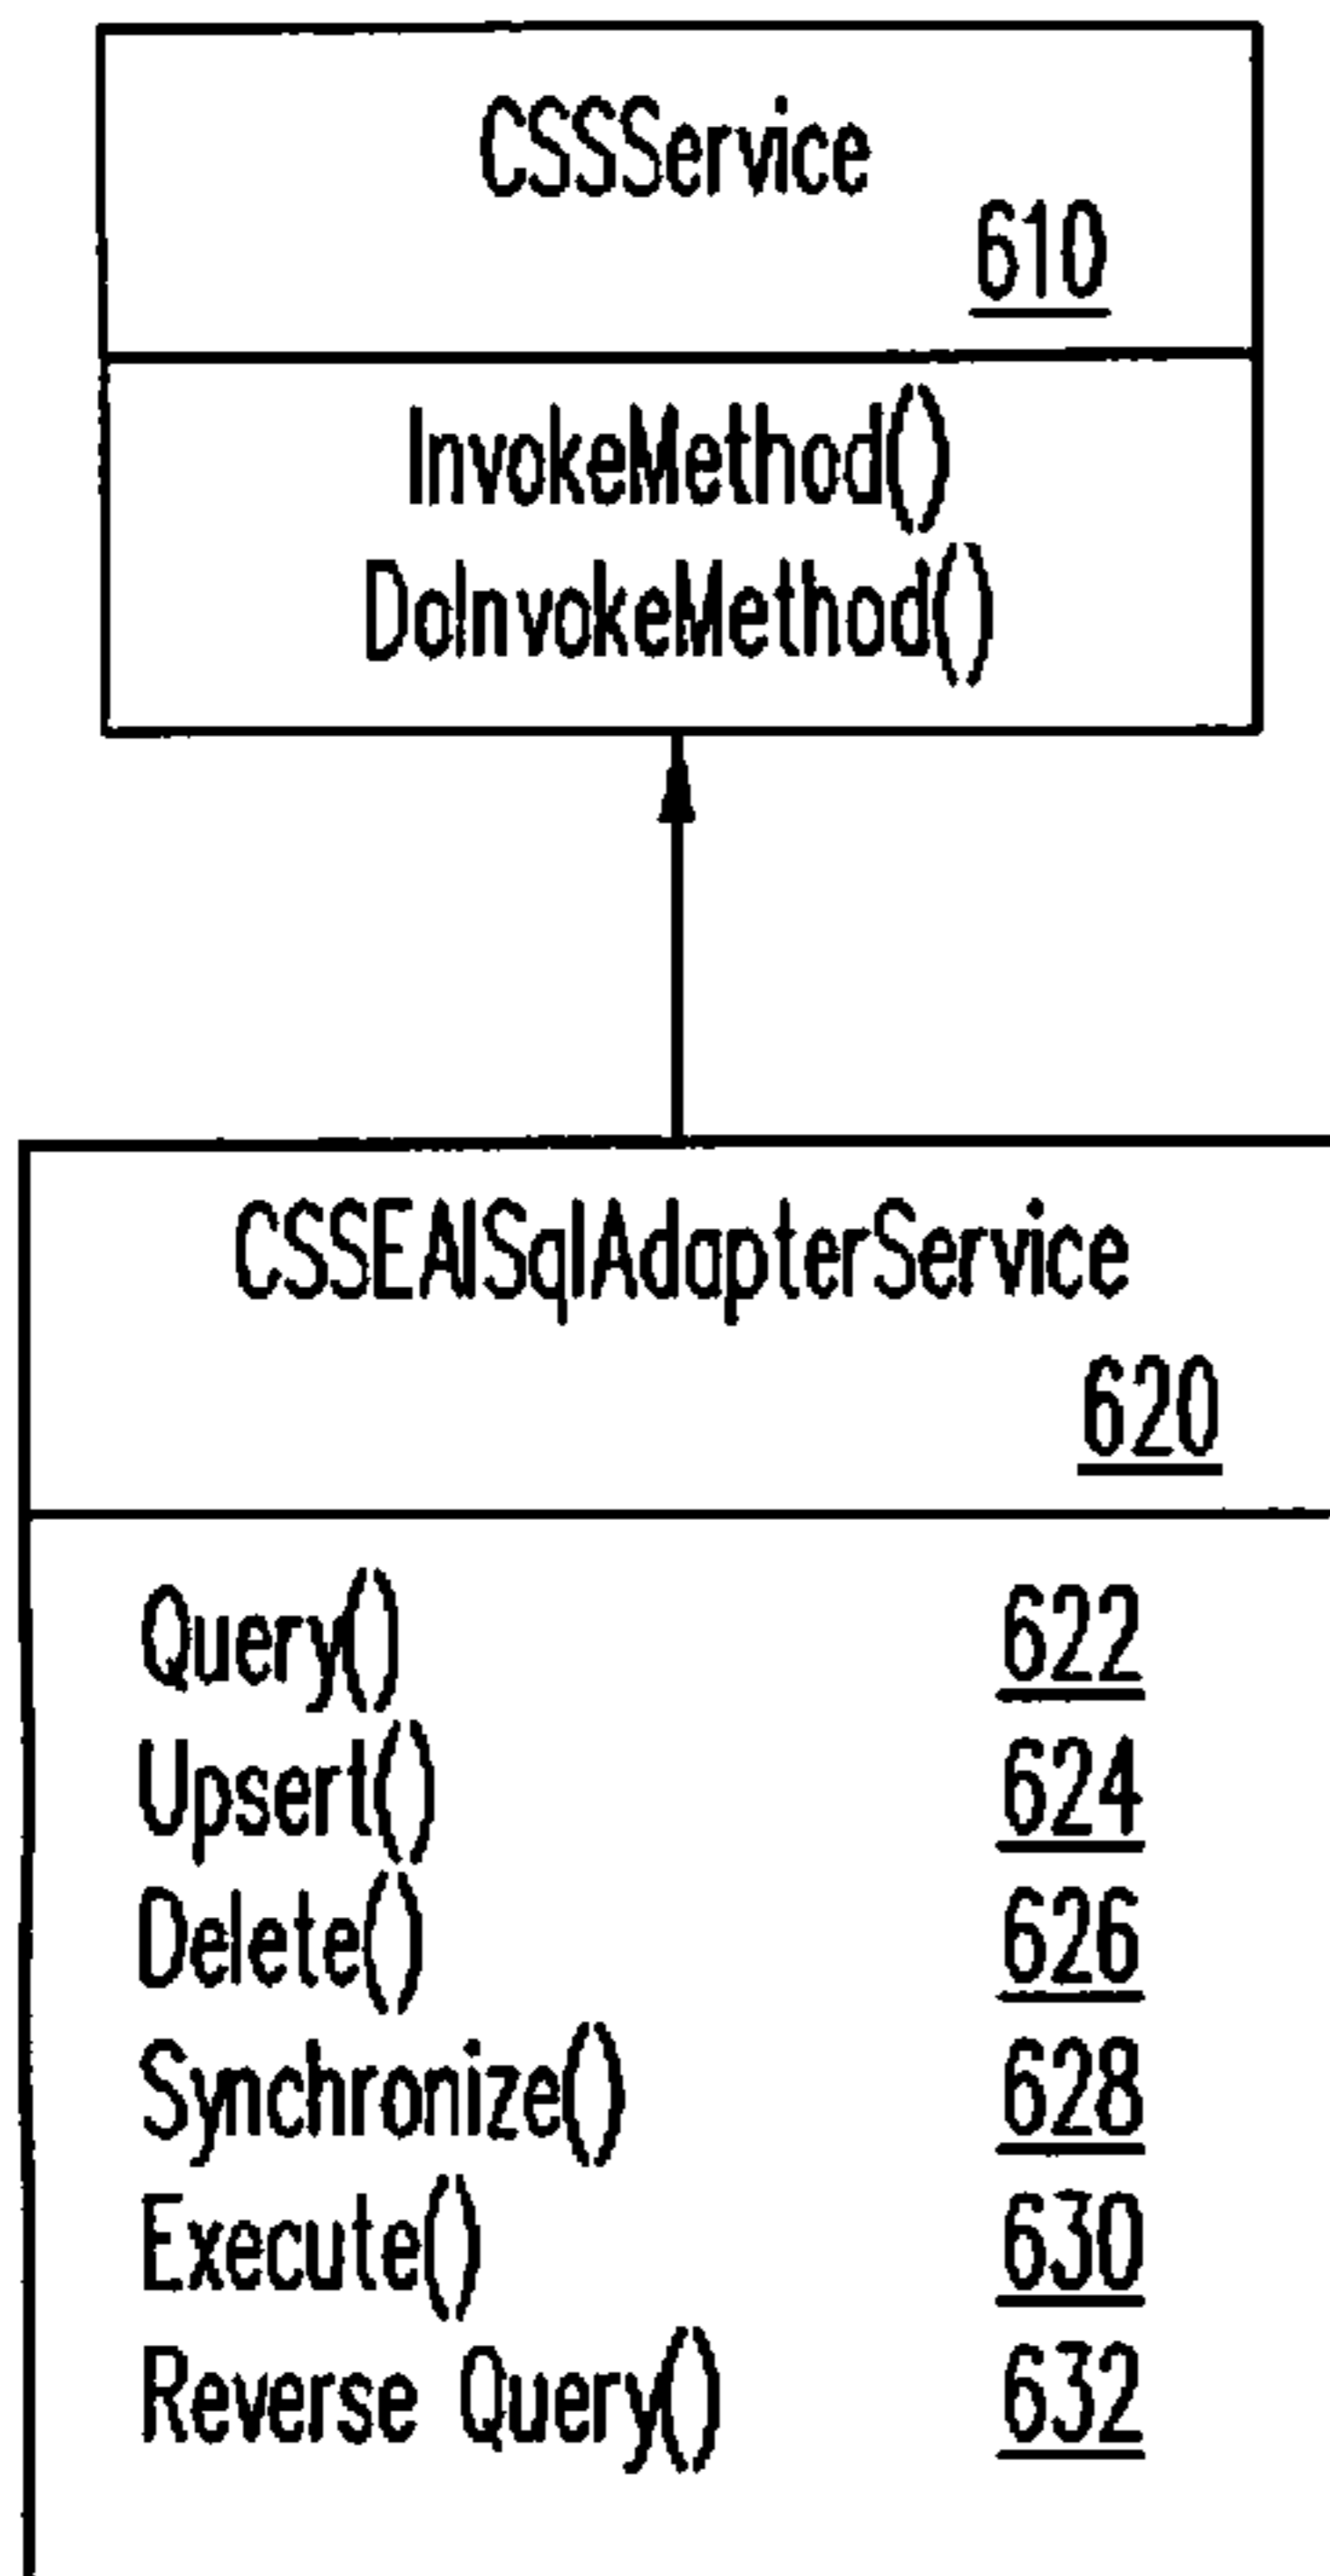 CSSService
610
InvokeMethod()
DoInvokeMethod()
CSSEAISqlAdapterService
620
Query() 622
Upsert() 624
Delete() 626
Synchronize() 628
Execute() 630
Reverse Query() 632